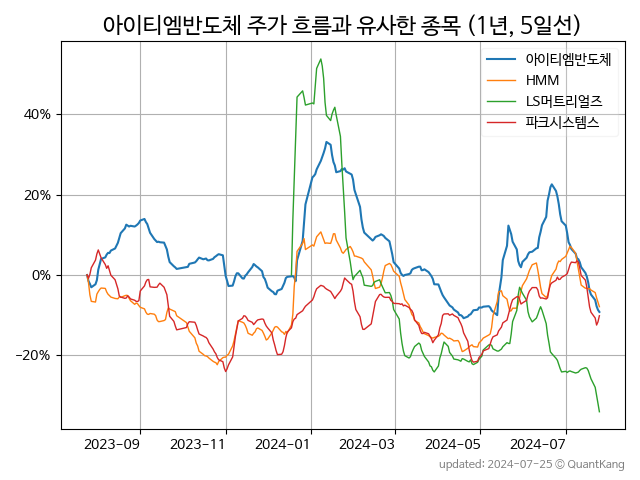 아이티엠반도체 주가 흐름과 유사한 종목 (1년, 5일선)
아이티엠반도체
HMM
LS머트리얼즈
파크시스템스
40%
20%
0%
−20%
2023-09 2023-11 2024-01 2024-03 2024-05 2024-07
updated: 2024-07-25 © QuantKang